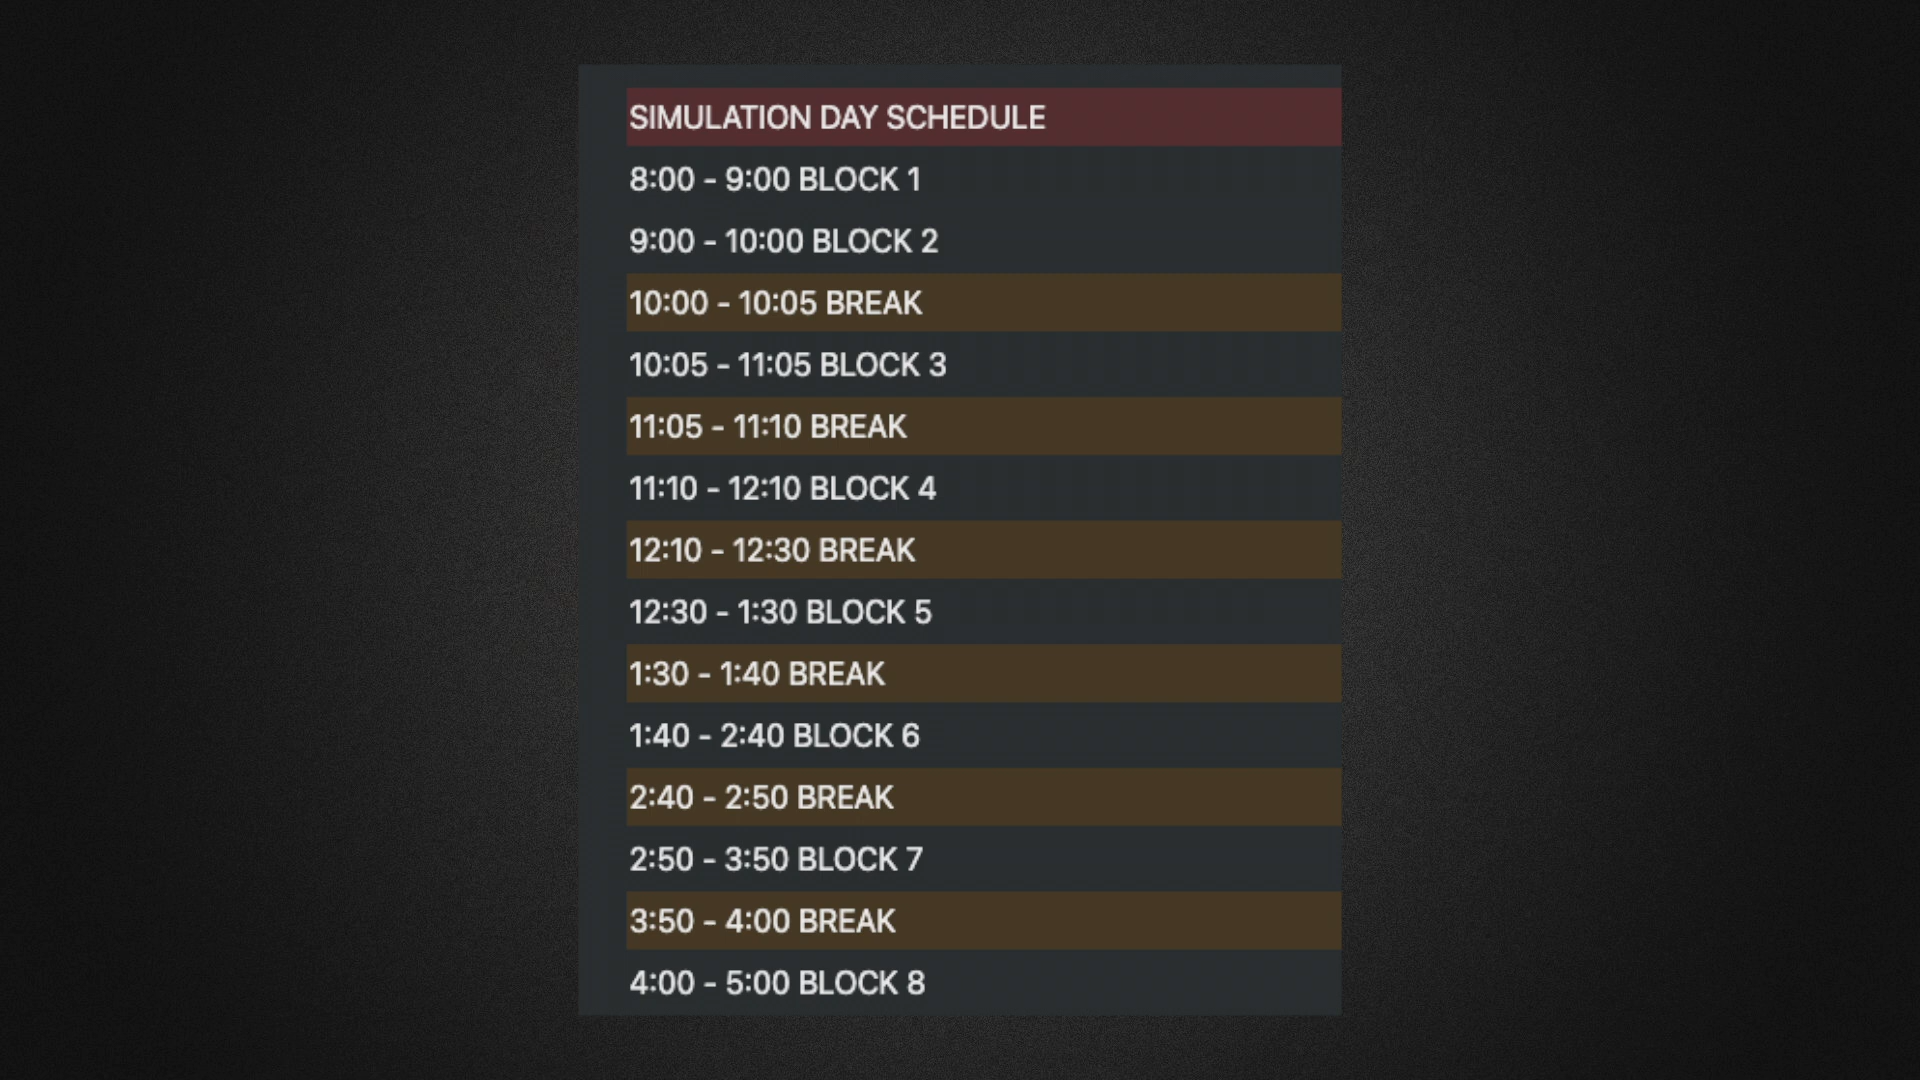 SIMULATION DAY SCHEDULE
8:00 - 9:00 BLOCK 1
9:00 - 10:00 BLOCK 2
10:00 - 10:05 BREAK
10:05 - 11:05 BLOCK 3
11:05 - 11:10 BREAK
11:10 - 12:10 BLOCK 4
12:10 - 12:30 BREAK
12:30 - 1:30 BLOCK 5
1:30 - 1:40 BREAK
1:40 - 2:40 BLOCK 6
2:40 - 2:50 BREAK
2:50 - 3:50 BLOCK 7
3:50 - 4:00 BREAK
4:00 - 5:00 BLOCK 8